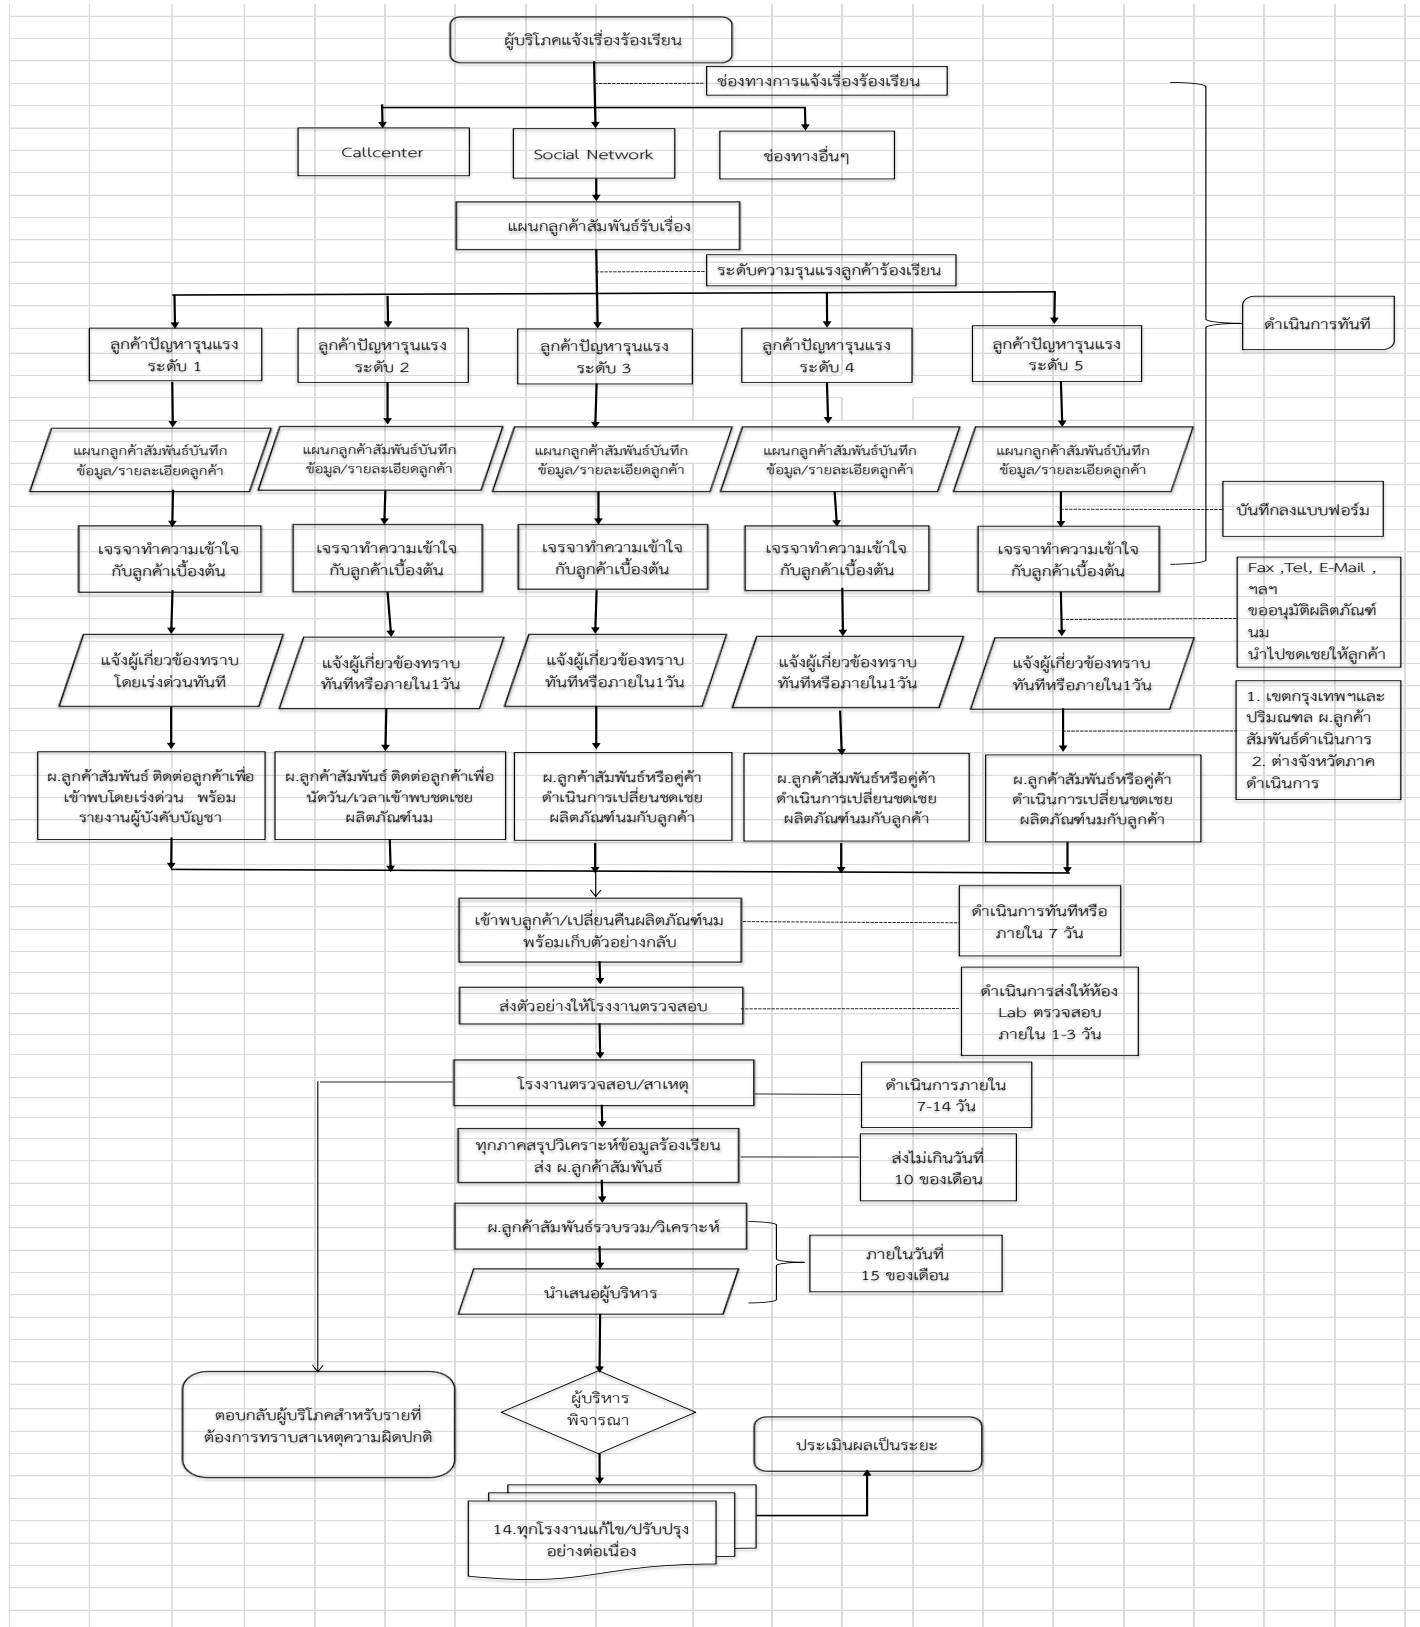 ผู้บริโภคแจ้งเรื่องร้องเรียน
ช่องทางการแจ้งเรื่องร้องเรียน
Callcenter
Social Network
ช่องทางอื่นๆ
แผนกลูกค้าสัมพันธ์รับเรื่อง
ระดับความรุนแรงลูกค้าร้องเรียน
ดำเนินการทันที
ลูกค้าปัญหารุนแรง
ระดับ 1
ลูกค้าปัญหารุนแรง
ระดับ 2
ลูกค้าปัญหารุนแรง
ระดับ 3
ลูกค้าปัญหารุนแรง
ระดับ 4
ลูกค้าปัญหารุนแรง
ระดับ 5
แผนกลูกค้าสัมพันธ์บันทึก
ข้อมูล/รายละเอียดลูกค้า
แผนกลูกค้าสัมพันธ์บันทึก
ข้อมูล/รายละเอียดลูกค้า
แผนกลูกค้าสัมพันธ์บันทึก
ข้อมูล/รายละเอียดลูกค้า
แผนกลูกค้าสัมพันธ์บันทึก
ข้อมูล/รายละเอียดลูกค้า
แผนกลูกค้าสัมพันธ์บันทึก
ข้อมูล/รายละเอียดลูกค้า
บันทึกลงแบบฟอร์ม
เจรจาทำความเข้าใจ
กับลูกค้าเบื้องต้น
เจรจาทำความเข้าใจ
กับลูกค้าเบื้องต้น
เจรจาทำความเข้าใจ
กับลูกค้าเบื้องต้น
เจรจาทำความเข้าใจ
กับลูกค้าเบื้องต้น
เจรจาทำความเข้าใจ
กับลูกค้าเบื้องต้น
Fax ,Tel, E-Mail ,
ฯลฯ
ขออนุมัติผลิตภัณฑ์
นม
นำไปชดเชยให้ลูกค้า
แจ้งผู้เกี่ยวข้องทราบ
โดยเร่งด่วนทันที
แจ้งผู้เกี่ยวข้องทราบ
ทันทีหรือภายใน1วัน
แจ้งผู้เกี่ยวข้องทราบ
ทันทีหรือภายใน1วัน
แจ้งผู้เกี่ยวข้องทราบ
ทันทีหรือภายใน1วัน
แจ้งผู้เกี่ยวข้องทราบ
ทันทีหรือภายใน1วัน
1. เขตกรุงเทพฯและ
ปริมณฑล ผ.ลูกค้า
สัมพันธ์ดำเนินการ
2. ต่างจังหวัดภาค
ดำเนินการ
ผ.ลูกค้าสัมพันธ์ ติดต่อลูกค้าเพื่อ
เข้าพบโดยเร่งด่วน พร้อม
รายงานผู้บังคับบัญชา
ผ.ลูกค้าสัมพันธ์ ติดต่อลูกค้าเพื่อ
นัดวัน/เวลาเข้าพบชดเชย
ผลิตภัณฑ์นม
ผ.ลูกค้าสัมพันธ์หรือคู่ค้า
ดำเนินการเปลี่ยนชดเชย
ผลิตภัณฑ์นมกับลูกค้า
ผ.ลูกค้าสัมพันธ์หรือคู่ค้า
ดำเนินการเปลี่ยนชดเชย
ผลิตภัณฑ์นมกับลูกค้า
ผ.ลูกค้าสัมพันธ์หรือคู่ค้า
ดำเนินการเปลี่ยนชดเชย
ผลิตภัณฑ์นมกับลูกค้า
เข้าพบลูกค้า/เปลี่ยนคืนผลิตภัณฑ์นม
พร้อมเก็บตัวอย่างกลับ
ดำเนินการทันทีหรือ
ภายใน 7 วัน
ส่งตัวอย่างให้โรงงานตรวจสอบ
ดำเนินการส่งให้ห้อง
Lab ตรวจสอบ
ภายใน 1-3 วัน
โรงงานตรวจสอบ/สาเหตุ
ดำเนินการภายใน
7-14 วัน
ทุกภาคสรุปวิเคราะห์ข้อมูลร้องเรียน
ส่ง ผ.ลูกค้าสัมพันธ์
ส่งไม่เกินวันที่
10 ของเดือน
ผ.ลูกค้าสัมพันธ์รวบรวม/วิเคราะห์
ภายในวันที่
15 ของเดือน
นำเสนอผู้บริหาร
ผู้บริหาร
พิจารณา
ตอบกลับผู้บริโภคสำหรับรายที่
ต้องการทราบสาเหตุความผิดปกติ
ประเมินผลเป็นระยะ
14.ทุกโรงงานแก้ไข/ปรับปรุง
อย่างต่อเนื่อง